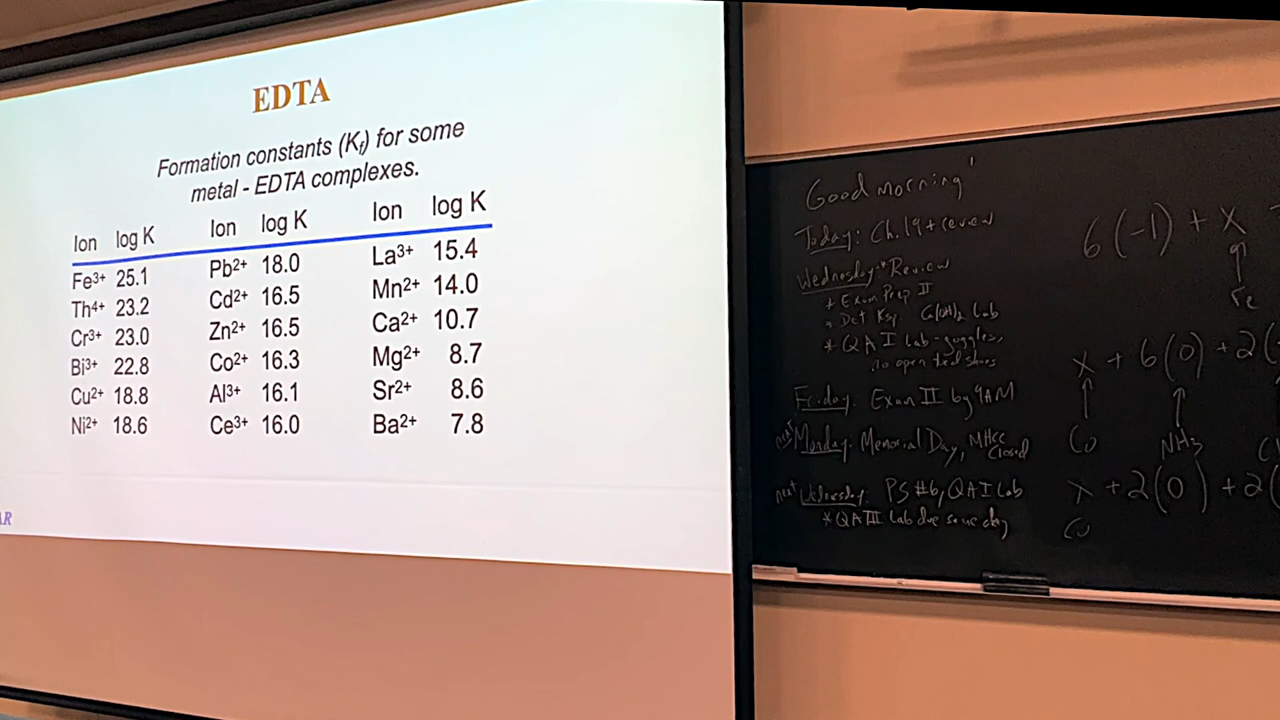 EDTA
Formation constants (Kf) for some
metal - EDTA complexes.
Ion log K Ion log K Ion log K
Fe³⁺ 25.1 Pb²⁺ 18.0 La³⁺ 15.4
Th⁴⁺ 23.2 Cd²⁺ 16.5 Mn²⁺ 14.0
Cr³⁺ 23.0 Zn²⁺ 16.5 Ca²⁺ 10.7
Bi³⁺ 22.8 Co²⁺ 16.3 Mg²⁺ 8.7
Cu²⁺ 18.8 Al³⁺ 16.1 Sr²⁺ 8.6
Ni²⁺ 18.6 Ce³⁺ 16.0 Ba²⁺ 7.8
Good morning!
Today: Ch. 19 + review
Wednesday: * Review
+ Exam Prep II
* Det Ksp Ca(OH)₂ Lab
* QA I Lab - goggles,
no open toed shoes
Friday: Exam II by 9AM
next Monday: Memorial Day, MHCC
Closed
next Wednesday: PS #6, QA I Lab
* QA III Lab due same day
6(-1) + x
Fe
x + 6(0) + 2(
Co NH₃
x + 2(0) + 2(